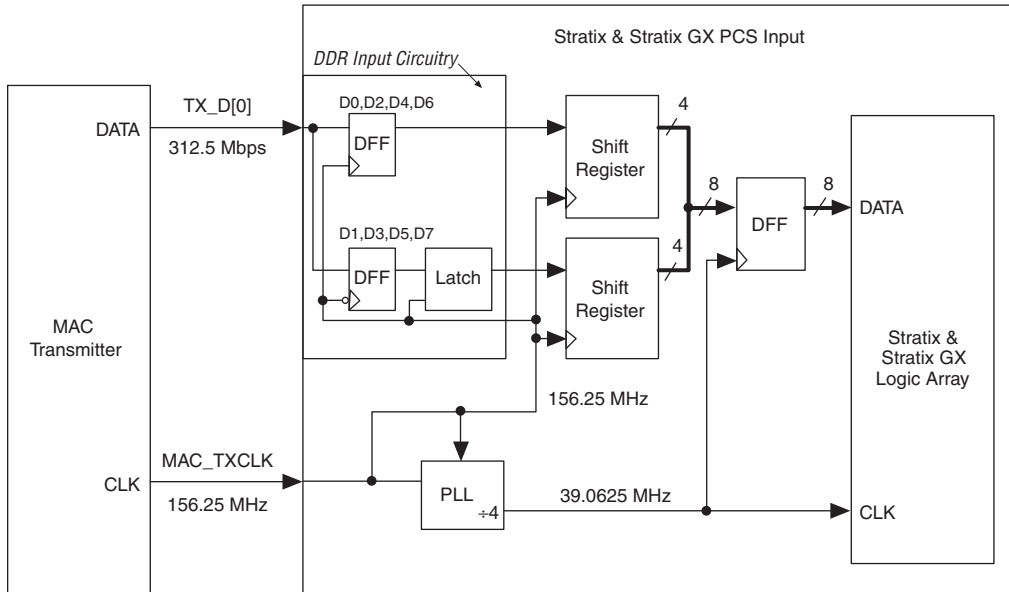 Stratix & Stratix GX PCS Input
DDR Input Circuitry
TX_D[0]
DATA
312.5 Mbps
D0,D2,D4,D6
DFF
Shift
Register
4
8
DFF
8
DATA
D1,D3,D5,D7
DFF
Latch
Shift
Register
4
MAC
Transmitter
Stratix &
Stratix GX
Logic Array
156.25 MHz
MAC_TXCLK
CLK
156.25 MHz
PLL
÷4
39.0625 MHz
CLK